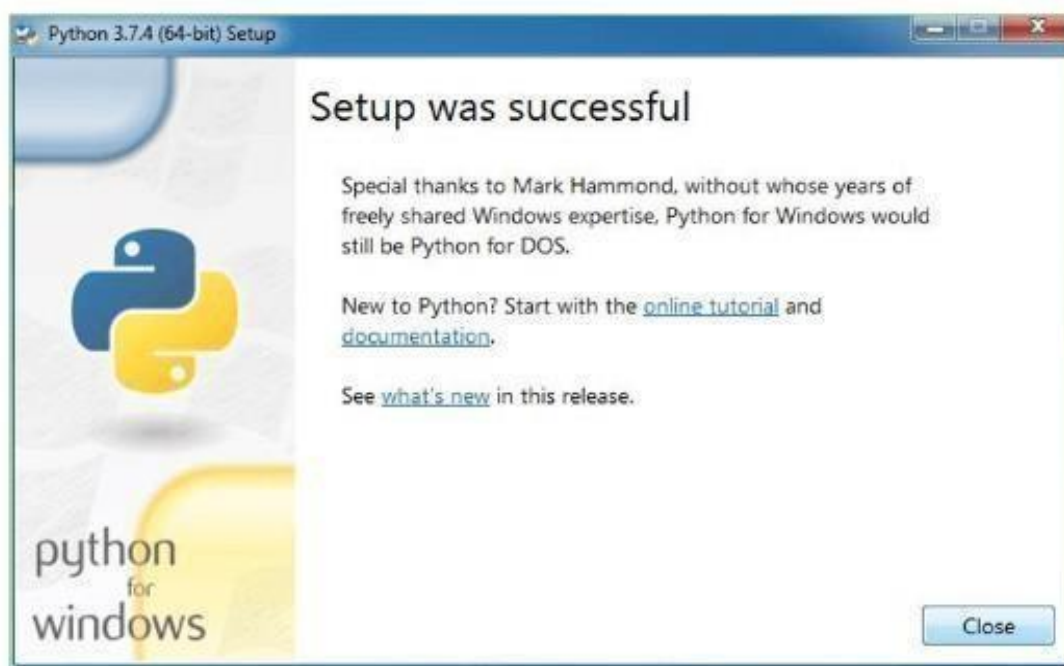 Python 3.7.4 (64-bit) Setup
Setup was successful
Special thanks to Mark Hammond, without whose years of
freely shared Windows expertise, Python for Windows would
still be Python for DOS.
New to Python? Start with the online tutorial and
documentation.
See what's new in this release.
python
for
windows
Close